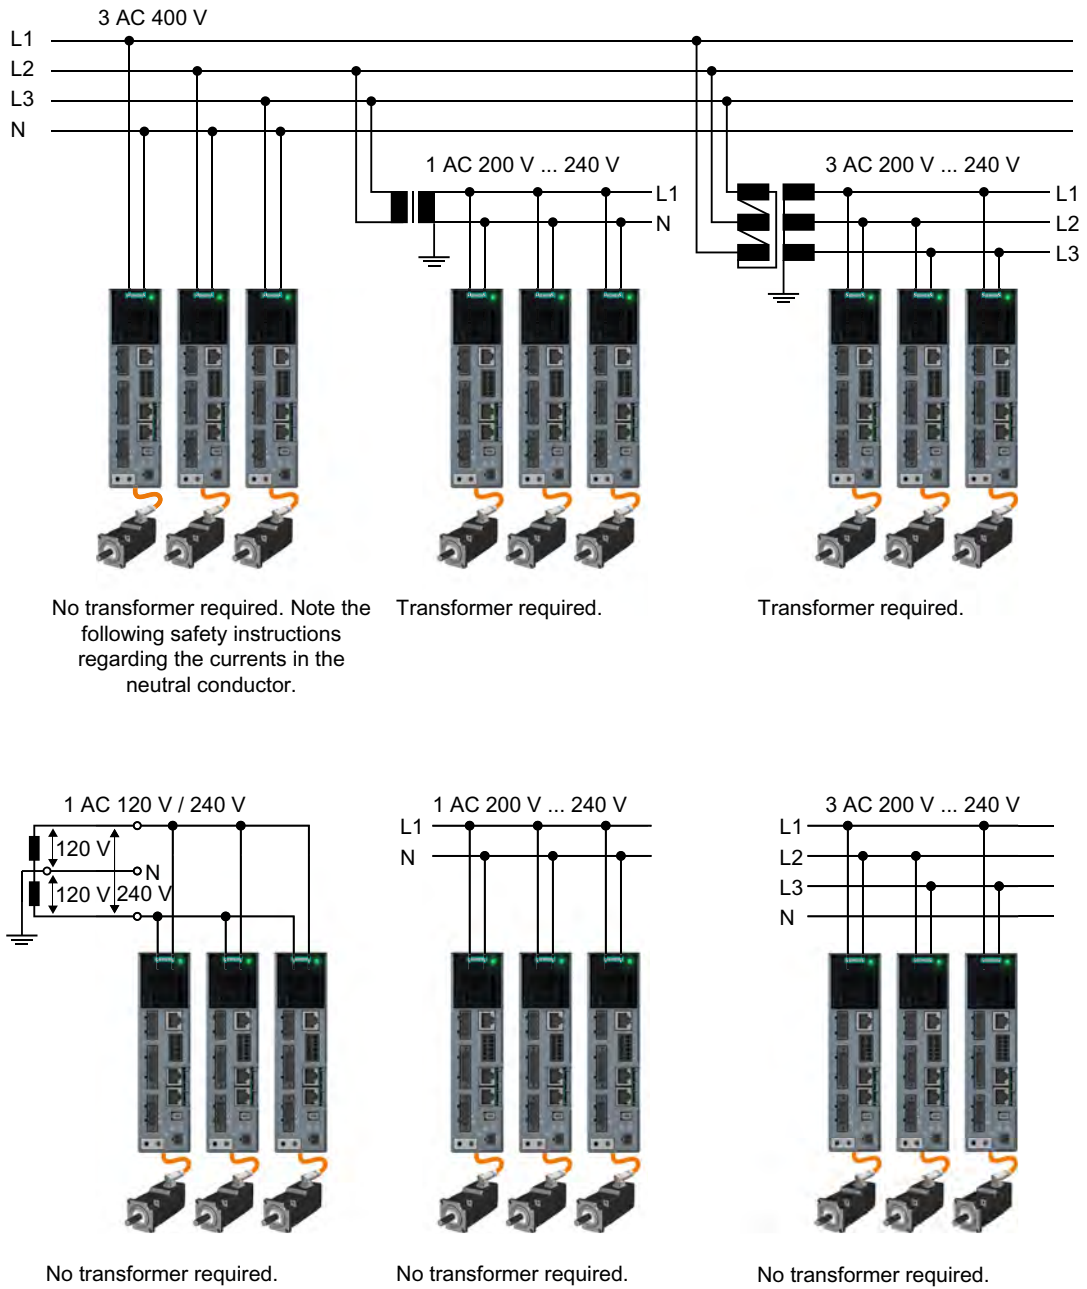 3 AC 400 V
L1
L2
L3
N
1 AC 200 V ... 240 V
L1
N
3 AC 200 V ... 240 V
L1
L2
L3
No transformer required. Note the
following safety instructions
regarding the currents in the
neutral conductor.
Transformer required.
Transformer required.
1 AC 120 V / 240 V
120 V
N
120 V
240 V
1 AC 200 V ... 240 V
L1
N
3 AC 200 V ... 240 V
L1
L2
L3
N
No transformer required.
No transformer required.
No transformer required.